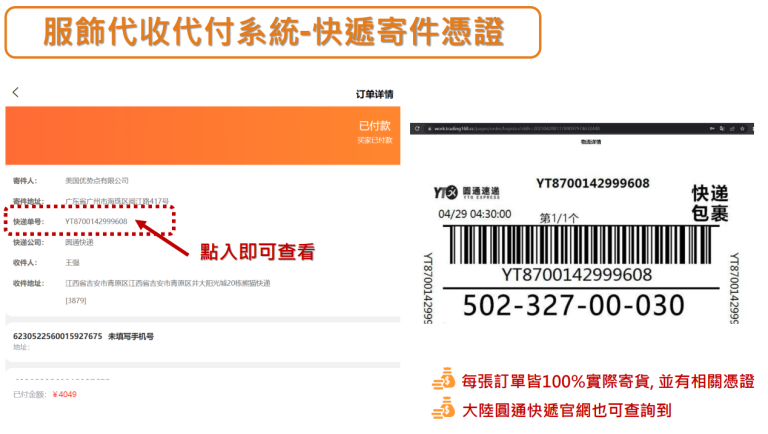 服飾代收代付系統-快遞寄件憑證
订单详情
已付款
买家已付款
寄件人： 美国优势点有限公司
寄件地址： 广东省广州市海珠区阅江路417号
快递单号： YT8700142999608
快递公司： 圆通快递
收件人： 王强
收件地址： 江西省吉安市青原区江西省吉安市青原区井大阳光城20栋熊猫快递
[3879]
點入即可查看
6230522560015927675 未填写手机号
地址：
已付金额： ￥4049
物流详情
YTO 圓通速遞
YTO EXPRESS
YT8700142999608
快递
包裹
04/29 04:30:00
第1/1个
YT8700142999608
502-327-00-030
YT8700142999
YT8700142999
每張訂單皆100%實際寄貨, 並有相關憑證
大陸圓通快遞官網也可查詢到